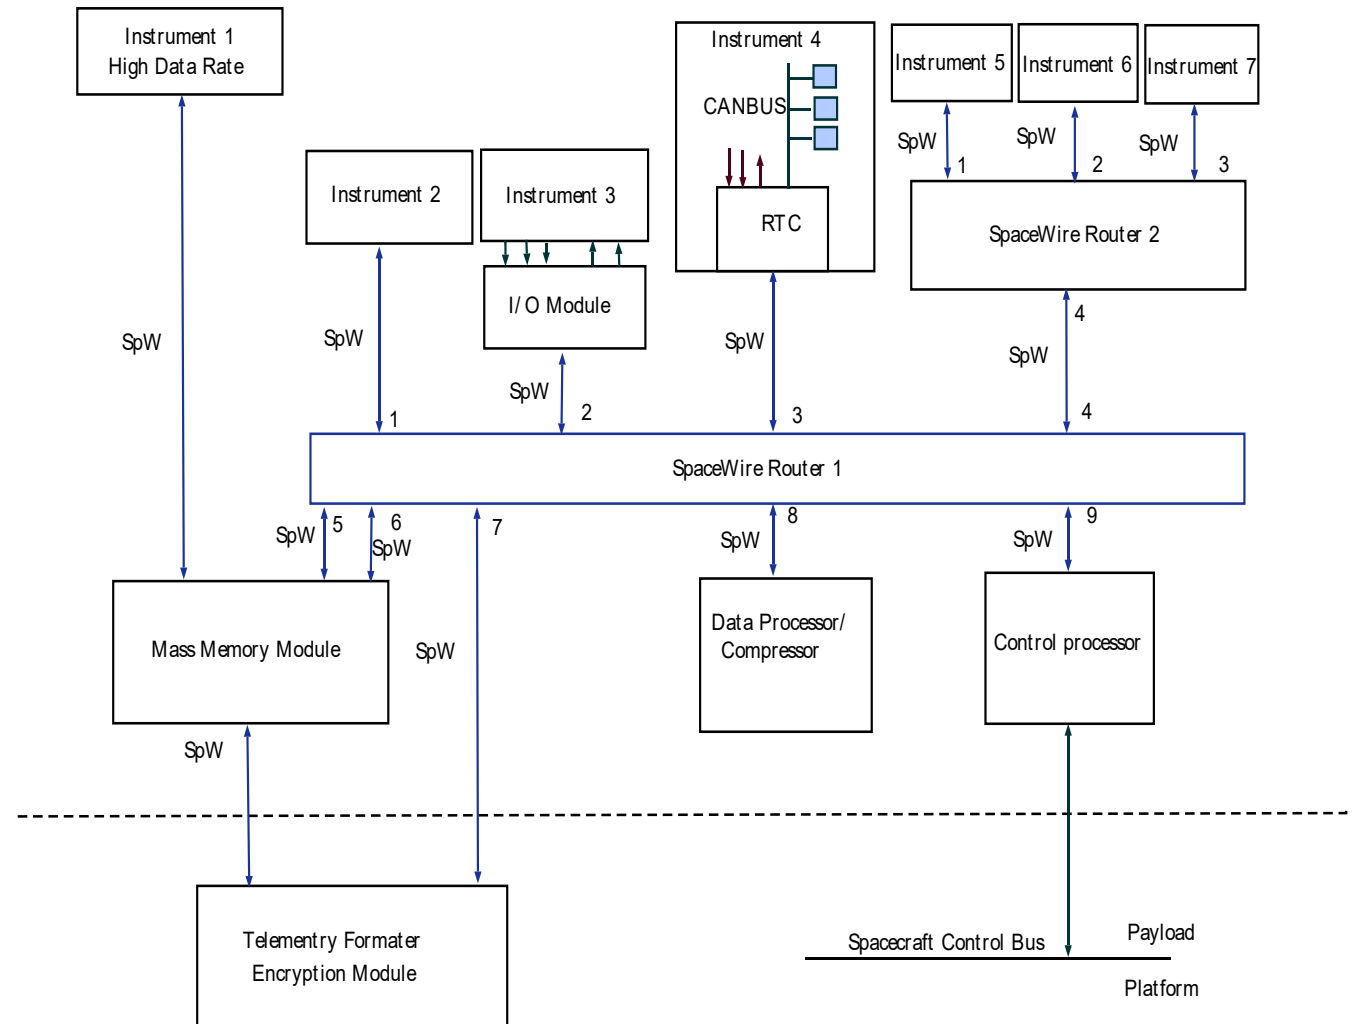 Instrument 1
High Data Rate
Instrument 4
Instrument 5
Instrument 6
Instrument 7
CANBUS
SpW
SpW
SpW
1
2
3
Instrument 2
Instrument 3
RTC
SpaceWire Router 2
I/O Module
4
SpW
SpW
SpW
SpW
SpW
1
2
3
4
SpaceWire Router 1
5
6
7
8
9
SpW
SpW
SpW
SpW
Data Processor/
Compressor
Mass Memory Module
SpW
Control processor
SpW
Telementry Formater
Encryption Module
Spacecraft Control Bus
Payload
Platform